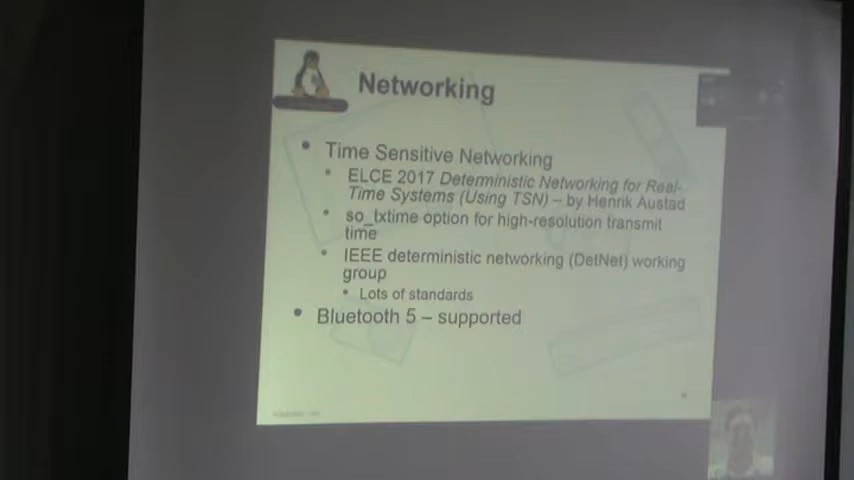 Networking
Time Sensitive Networking
ELCE 2017 Deterministic Networking for Real-
Time Systems (Using TSN) – by Henrik Austad
so_txtime option for high-resolution transmit
time
IEEE deterministic networking (DetNet) working
group
Lots of standards
Bluetooth 5 – supported